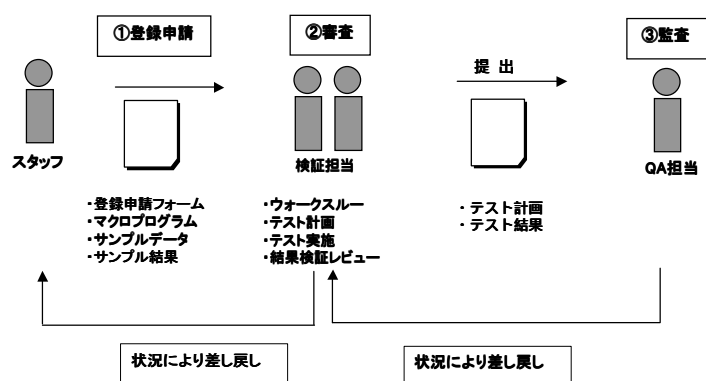 ①登録申請
②審査
③監査
提 出
スタッフ
検証担当
QA担当
・登録申請フォーム
・マクロプログラム
・サンプルデータ
・サンプル結果
・ウォークスルー
・テスト計画
・テスト実施
・結果検証レビュー
・テスト計画
・テスト結果
状況により差し戻し
状況により差し戻し